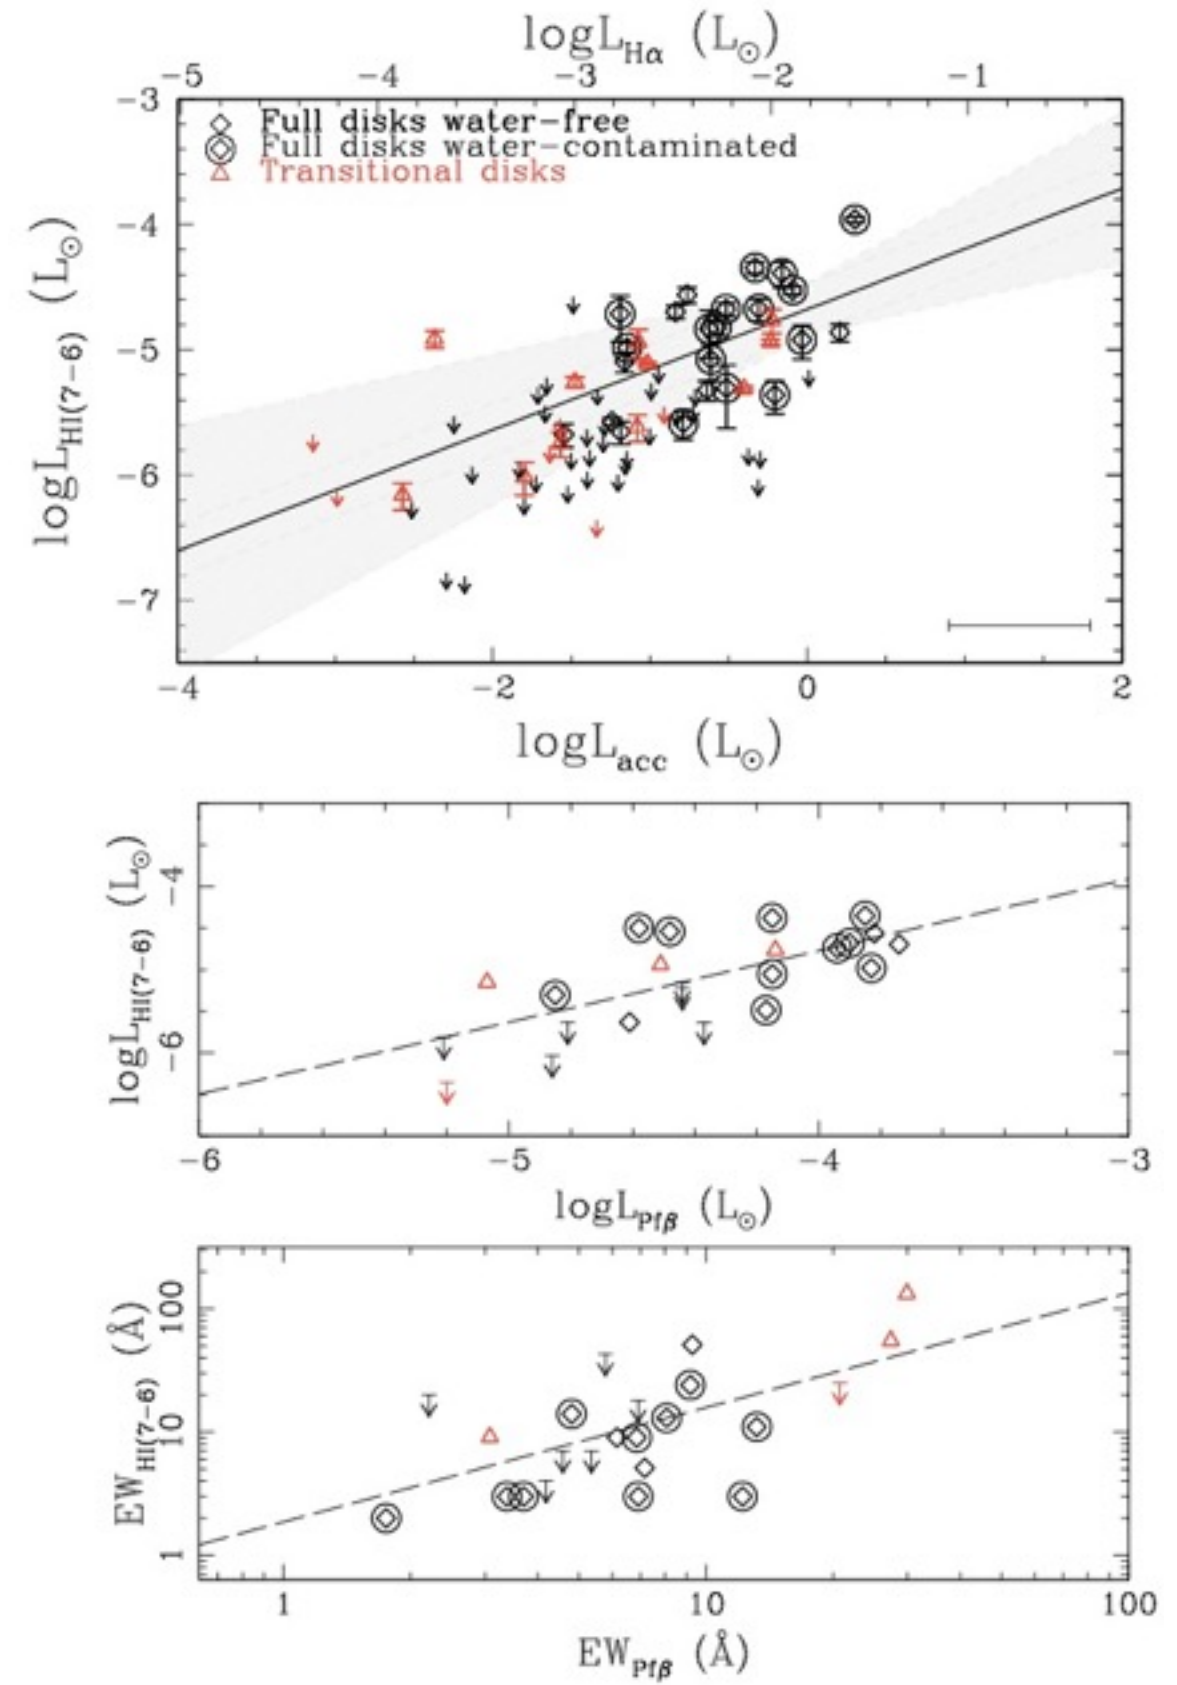 logL_Hα (L_⊙)
−5 −4 −3 −2 −1
−3
◇ Full disks water−free
Full disks water−contaminated
△ Transitional disks
−4
−5
−6
−7
logL_HI(7−6) (L_⊙)
−4 −2 0 2
logL_acc (L_⊙)
−4
−6
logL_HI(7−6) (L_⊙)
−6 −5 −4 −3
logL_Pfβ (L_⊙)
100
10
1
EW_HI(7−6) (Å)
1 10 100
EW_Pfβ (Å)